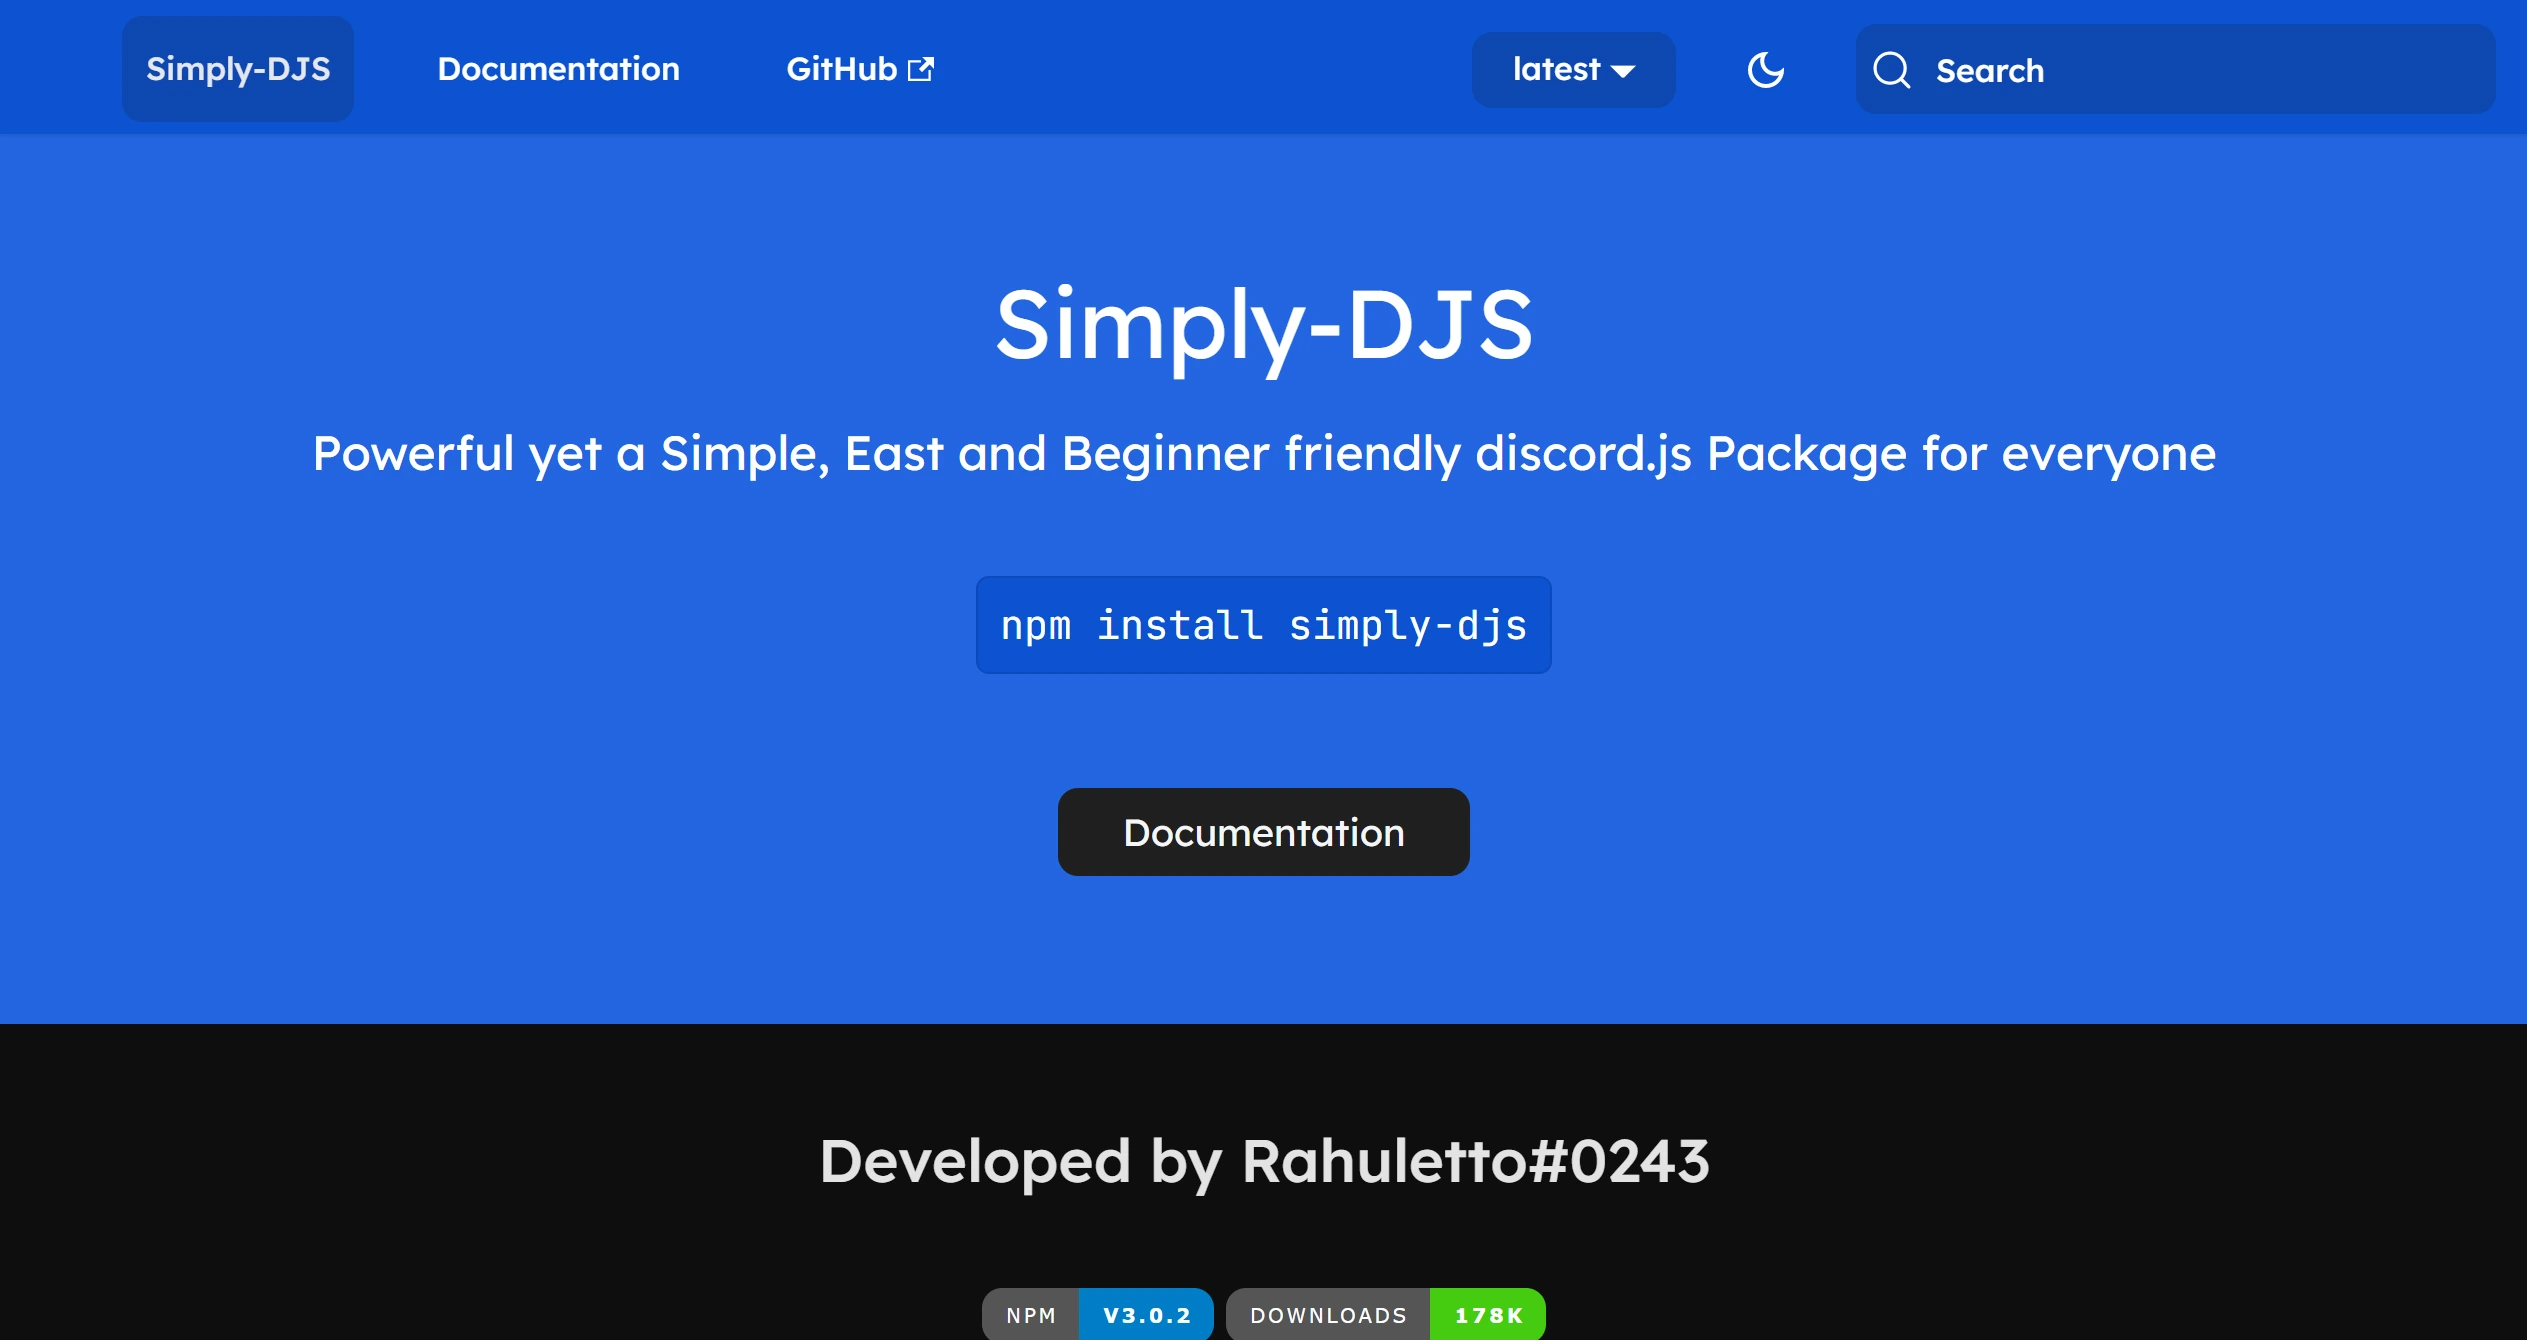 Simply-DJS Documentation GitHub latest Search
Simply-DJS
Powerful yet a Simple, East and Beginner friendly discord.js Package for everyone
npm install simply-djs
Documentation
Developed by Rahuletto#0243
NPM V3.0.2 DOWNLOADS 178K